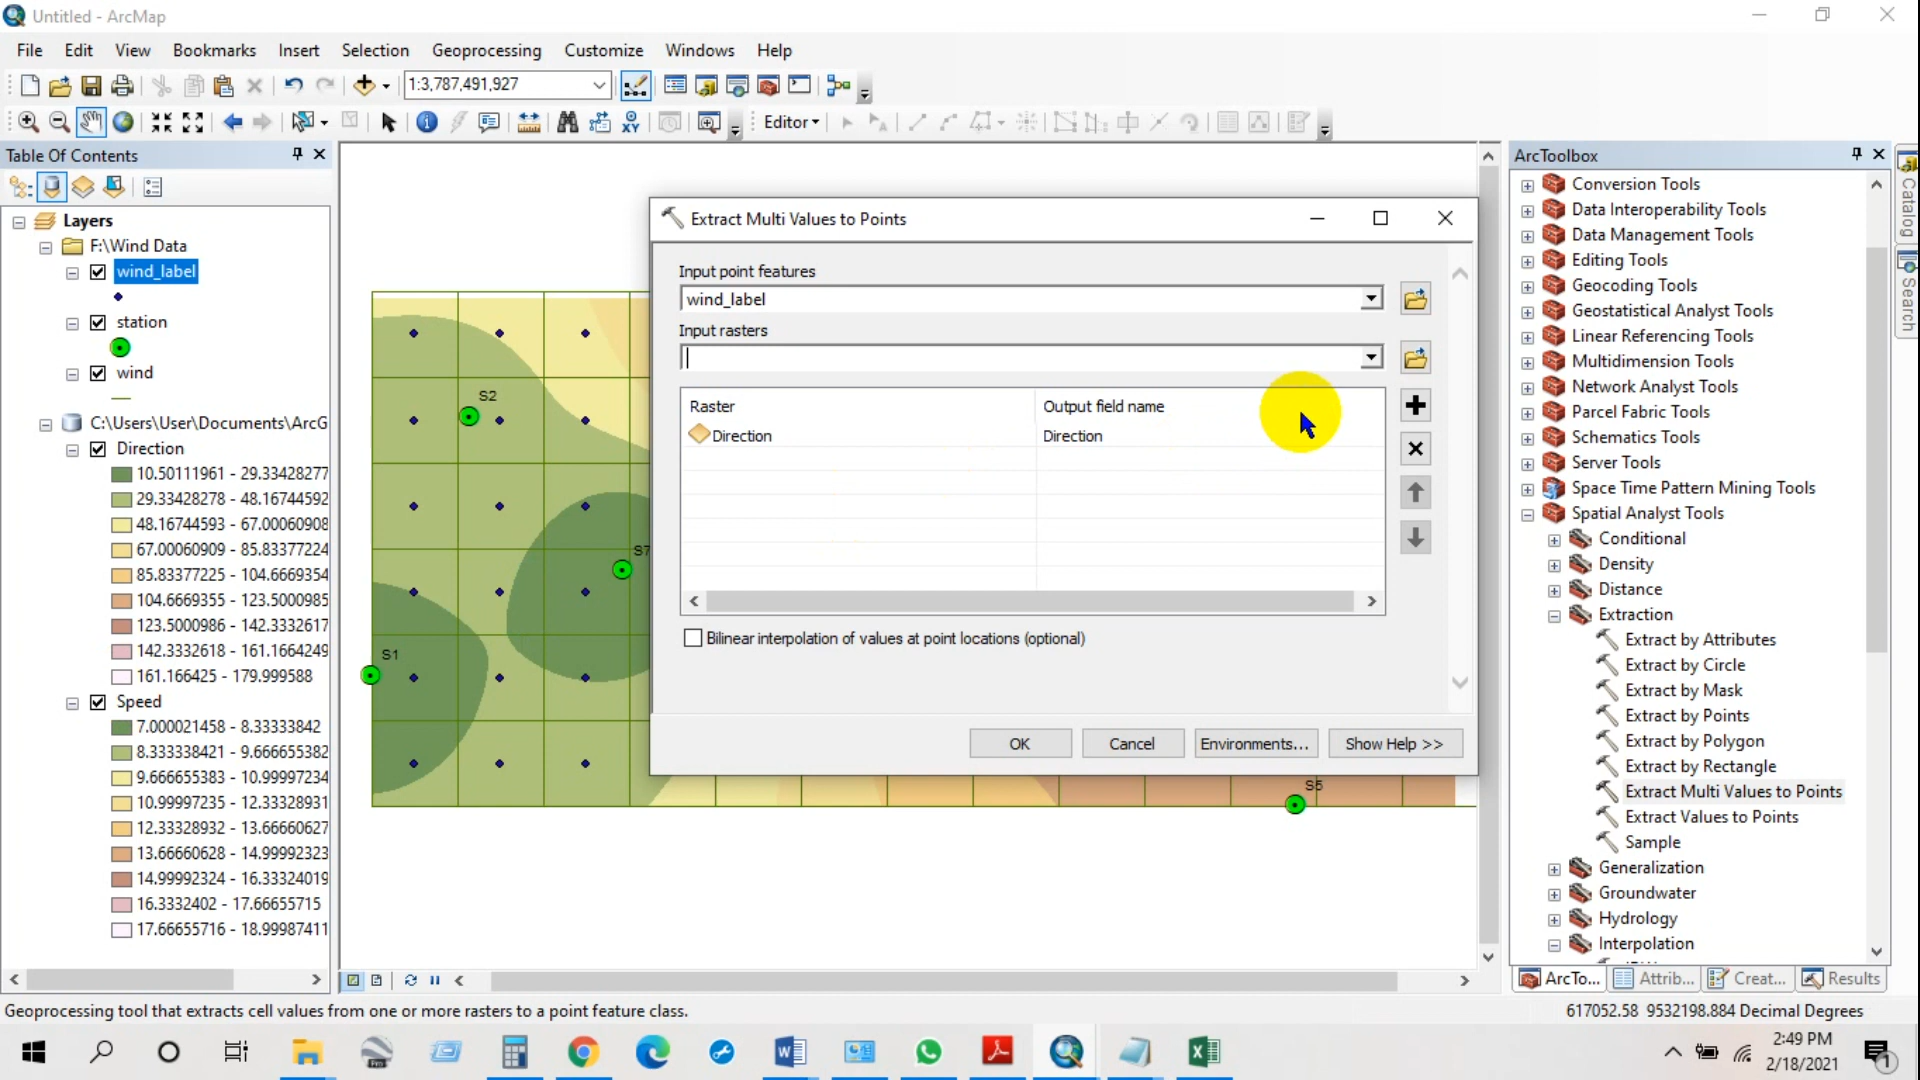 Untitled - ArcMap
File Edit View Bookmarks Insert Selection Geoprocessing Customize Windows Help
1:3,787,491,927
Editor
Table Of Contents
Layers
F:\Wind Data
wind_label
station
wind
C:\Users\User\Documents\ArcG
Direction
10.50111961 - 29.33428277
29.33428278 - 48.16744592
48.16744593 - 67.00060908
67.00060909 - 85.83377224
85.83377225 - 104.6669354
104.6669355 - 123.5000985
123.5000986 - 142.3332617
142.3332618 - 161.1664249
161.166425 - 179.999588
Speed
7.000021458 - 8.33333842
8.333338421 - 9.666655382
9.666655383 - 10.99997234
10.99997235 - 12.33328931
12.33328932 - 13.66660627
13.66660628 - 14.99992323
14.99992324 - 16.33324019
16.3332402 - 17.66655715
17.66655716 - 18.99987411
S2
S7
S1
S5
Extract Multi Values to Points
Input point features
wind_label
Input rasters
Raster Output field name
Direction Direction
Bilinear interpolation of values at point locations (optional)
OK Cancel Environments... Show Help >>
ArcToolbox
Conversion Tools
Data Interoperability Tools
Data Management Tools
Editing Tools
Geocoding Tools
Geostatistical Analyst Tools
Linear Referencing Tools
Multidimension Tools
Network Analyst Tools
Parcel Fabric Tools
Schematics Tools
Server Tools
Space Time Pattern Mining Tools
Spatial Analyst Tools
Conditional
Density
Distance
Extraction
Extract by Attributes
Extract by Circle
Extract by Mask
Extract by Points
Extract by Polygon
Extract by Rectangle
Extract Multi Values to Points
Extract Values to Points
Sample
Generalization
Groundwater
Hydrology
Interpolation
ArcTo... Attrib... Creat... Results
Catalog
Search
Geoprocessing tool that extracts cell values from one or more rasters to a point feature class.
617052.58 9532198.884 Decimal Degrees
2:49 PM
2/18/2021
1